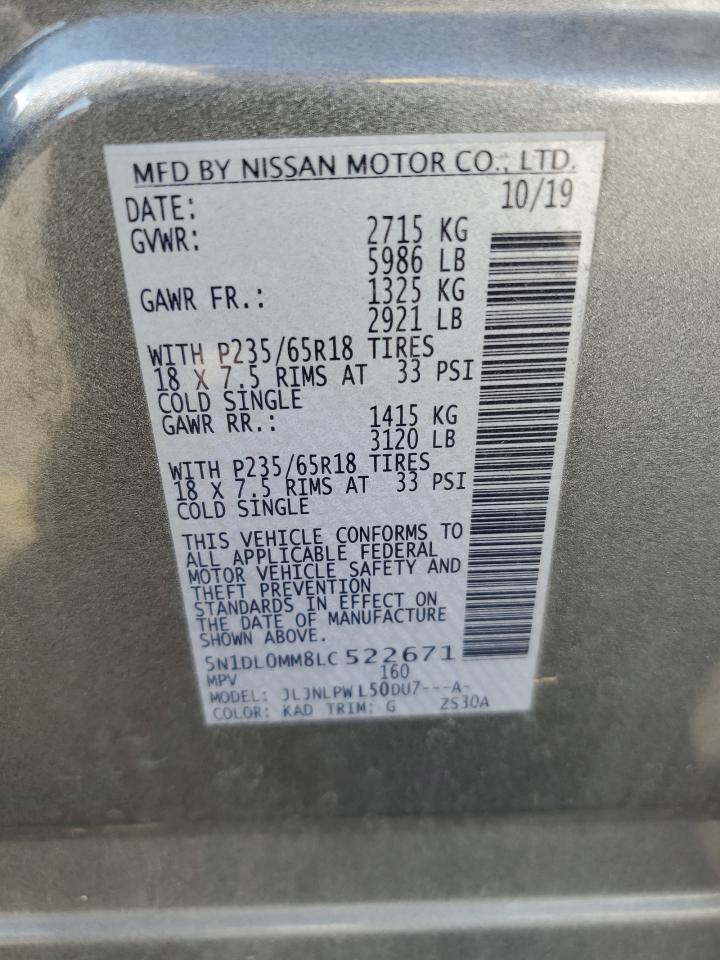 MFD BY NISSAN MOTOR CO., LTD.
DATE: 10/19
GVWR: 2715 KG
5986 LB
GAWR FR.: 1325 KG
2921 LB
WITH P235/65R18 TIRES
18 X 7.5 RIMS AT 33 PSI
COLD SINGLE
GAWR RR.: 1415 KG
3120 LB
WITH P235/65R18 TIRES
18 X 7.5 RIMS AT 33 PSI
COLD SINGLE
THIS VEHICLE CONFORMS TO
ALL APPLICABLE FEDERAL
MOTOR VEHICLE SAFETY AND
THEFT PREVENTION
STANDARDS IN EFFECT ON
THE DATE OF MANUFACTURE
SHOWN ABOVE.
5N1DL0MM8LC 522671
MPV 160
MODEL: JLJNLPW L50DU7---A-
COLOR: KAD TRIM: G ZS30A